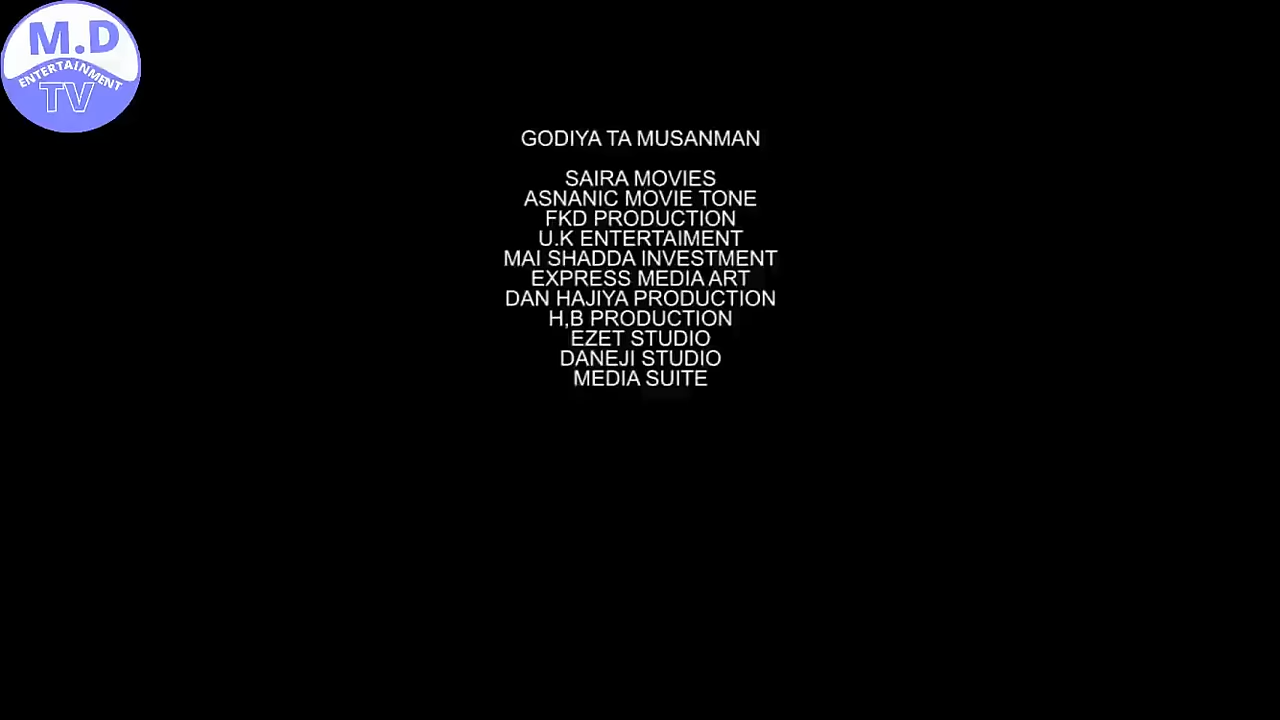 M.D
ENTERTAINMENT
TV
GODIYA TA MUSANMAN
SAIRA MOVIES
ASNANIC MOVIE TONE
FKD PRODUCTION
U.K ENTERTAIMENT
MAI SHADDA INVESTMENT
EXPRESS MEDIA ART
DAN HAJIYA PRODUCTION
H,B PRODUCTION
EZET STUDIO
DANEJI STUDIO
MEDIA SUITE